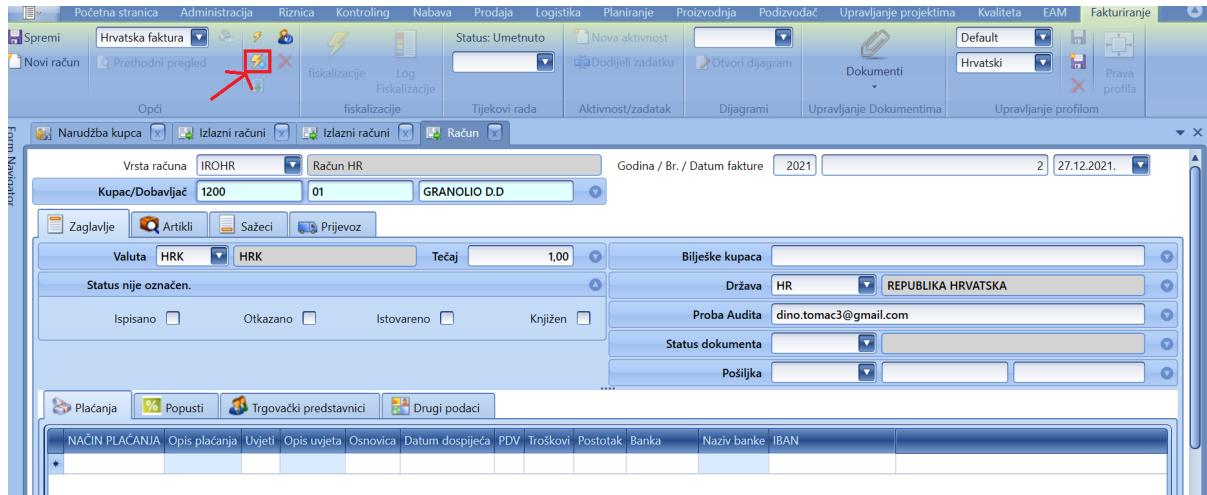 Početna stranica Administracija Riznica Kontroling Nabava Prodaja Logistika Planiranje Proizvodnja Podizvođač Upravljanje projektima Kvaliteta EAM Fakturiranje
Spremi Hrvatska faktura Status: Umetnuto Nova aktivnost Default
Novi račun Prethodni pregled fiskalizacije Log Fiskalizacije Dodijeli zadatku Otvori dijagram Dokumenti Hrvatski Prava profila
Opći fiskalizacije Tijekovi rada Aktivnost/zadatak Dijagrami Upravljanje Dokumentima Upravljanje profilom
Form Navigator
Narudžba kupca Izlazni računi Izlazni računi Račun
Vrsta računa IROHR Račun HR Godina / Br. / Datum fakture 2021 2 27.12.2021.
Kupac/Dobavljač 1200 01 GRANOLIO D.D
Zaglavlje Artikli Sažeci Prijevoz
Valuta HRK HRK Tečaj 1,00 Bilješke kupaca
Status nije označen. Država HR REPUBLIKA HRVATSKA
Ispisano Otkazano Istovareno Knjižen Proba Audita dino.tomac3@gmail.com
Status dokumenta
Pošiljka
Plaćanja Popusti Trgovački predstavnici Drugi podaci
NAČIN PLAĆANJA Opis plaćanja Uvjeti Opis uvjeta Osnovica Datum dospijeća PDV Troškovi Postotak Banka Naziv banke IBAN